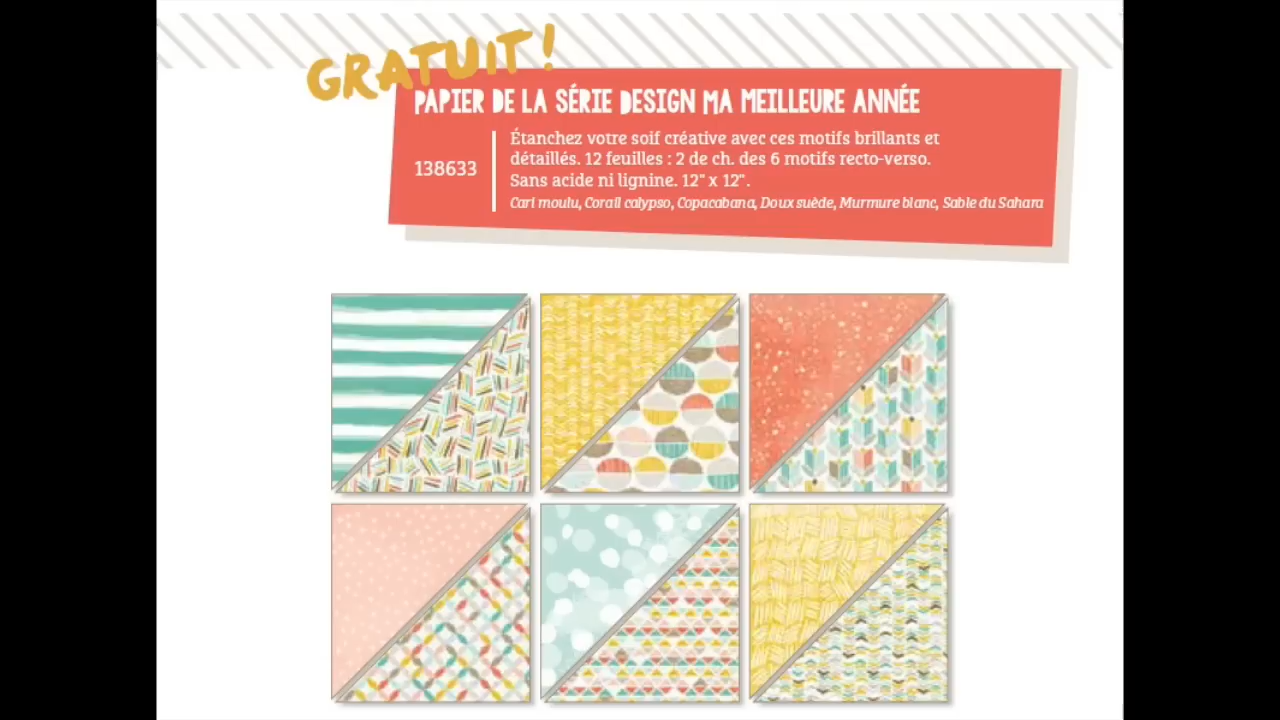 GRATUIT !
PAPIER DE LA SÉRIE DESIGN MA MEILLEURE ANNÉE
138633
Étanchez votre soif créative avec ces motifs brillants et
détaillés. 12 feuilles : 2 de ch. des 6 motifs recto-verso.
Sans acide ni lignine. 12" x 12".
Cari moulu, Corail calypso, Copacabana, Doux suède, Murmure blanc, Sable du Sahara